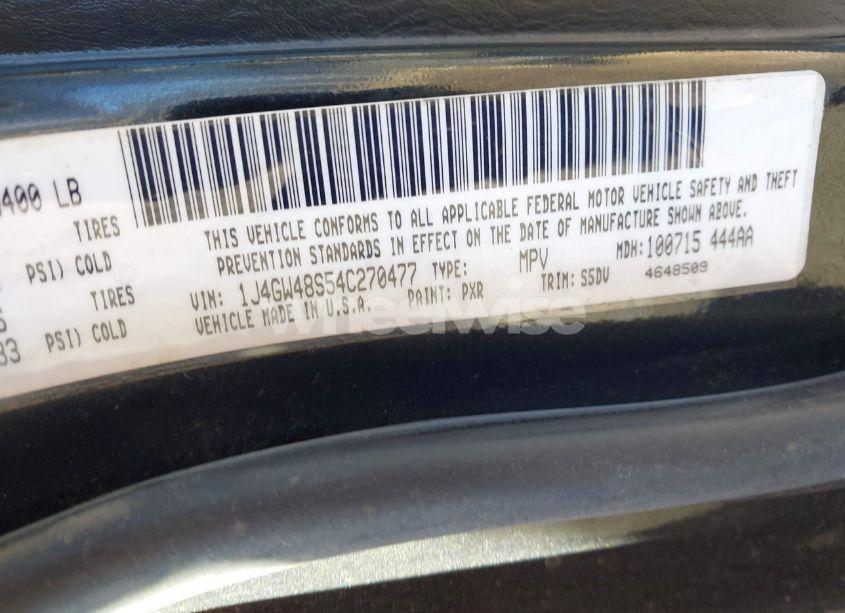 400 LB
TIRES
PSI) COLD
TIRES
33 PSI) COLD
THIS VEHICLE CONFORMS TO ALL APPLICABLE FEDERAL MOTOR VEHICLE SAFETY AND THEFT
PREVENTION STANDARDS IN EFFECT ON THE DATE OF MANUFACTURE SHOWN ABOVE.
VIN: 1J4GW48S54C270477 TYPE: MPV MDH:100715 444AA
VEHICLE MADE IN U.S.A. PAINT: PXR TRIM: S5DV 4648509
wheelwise